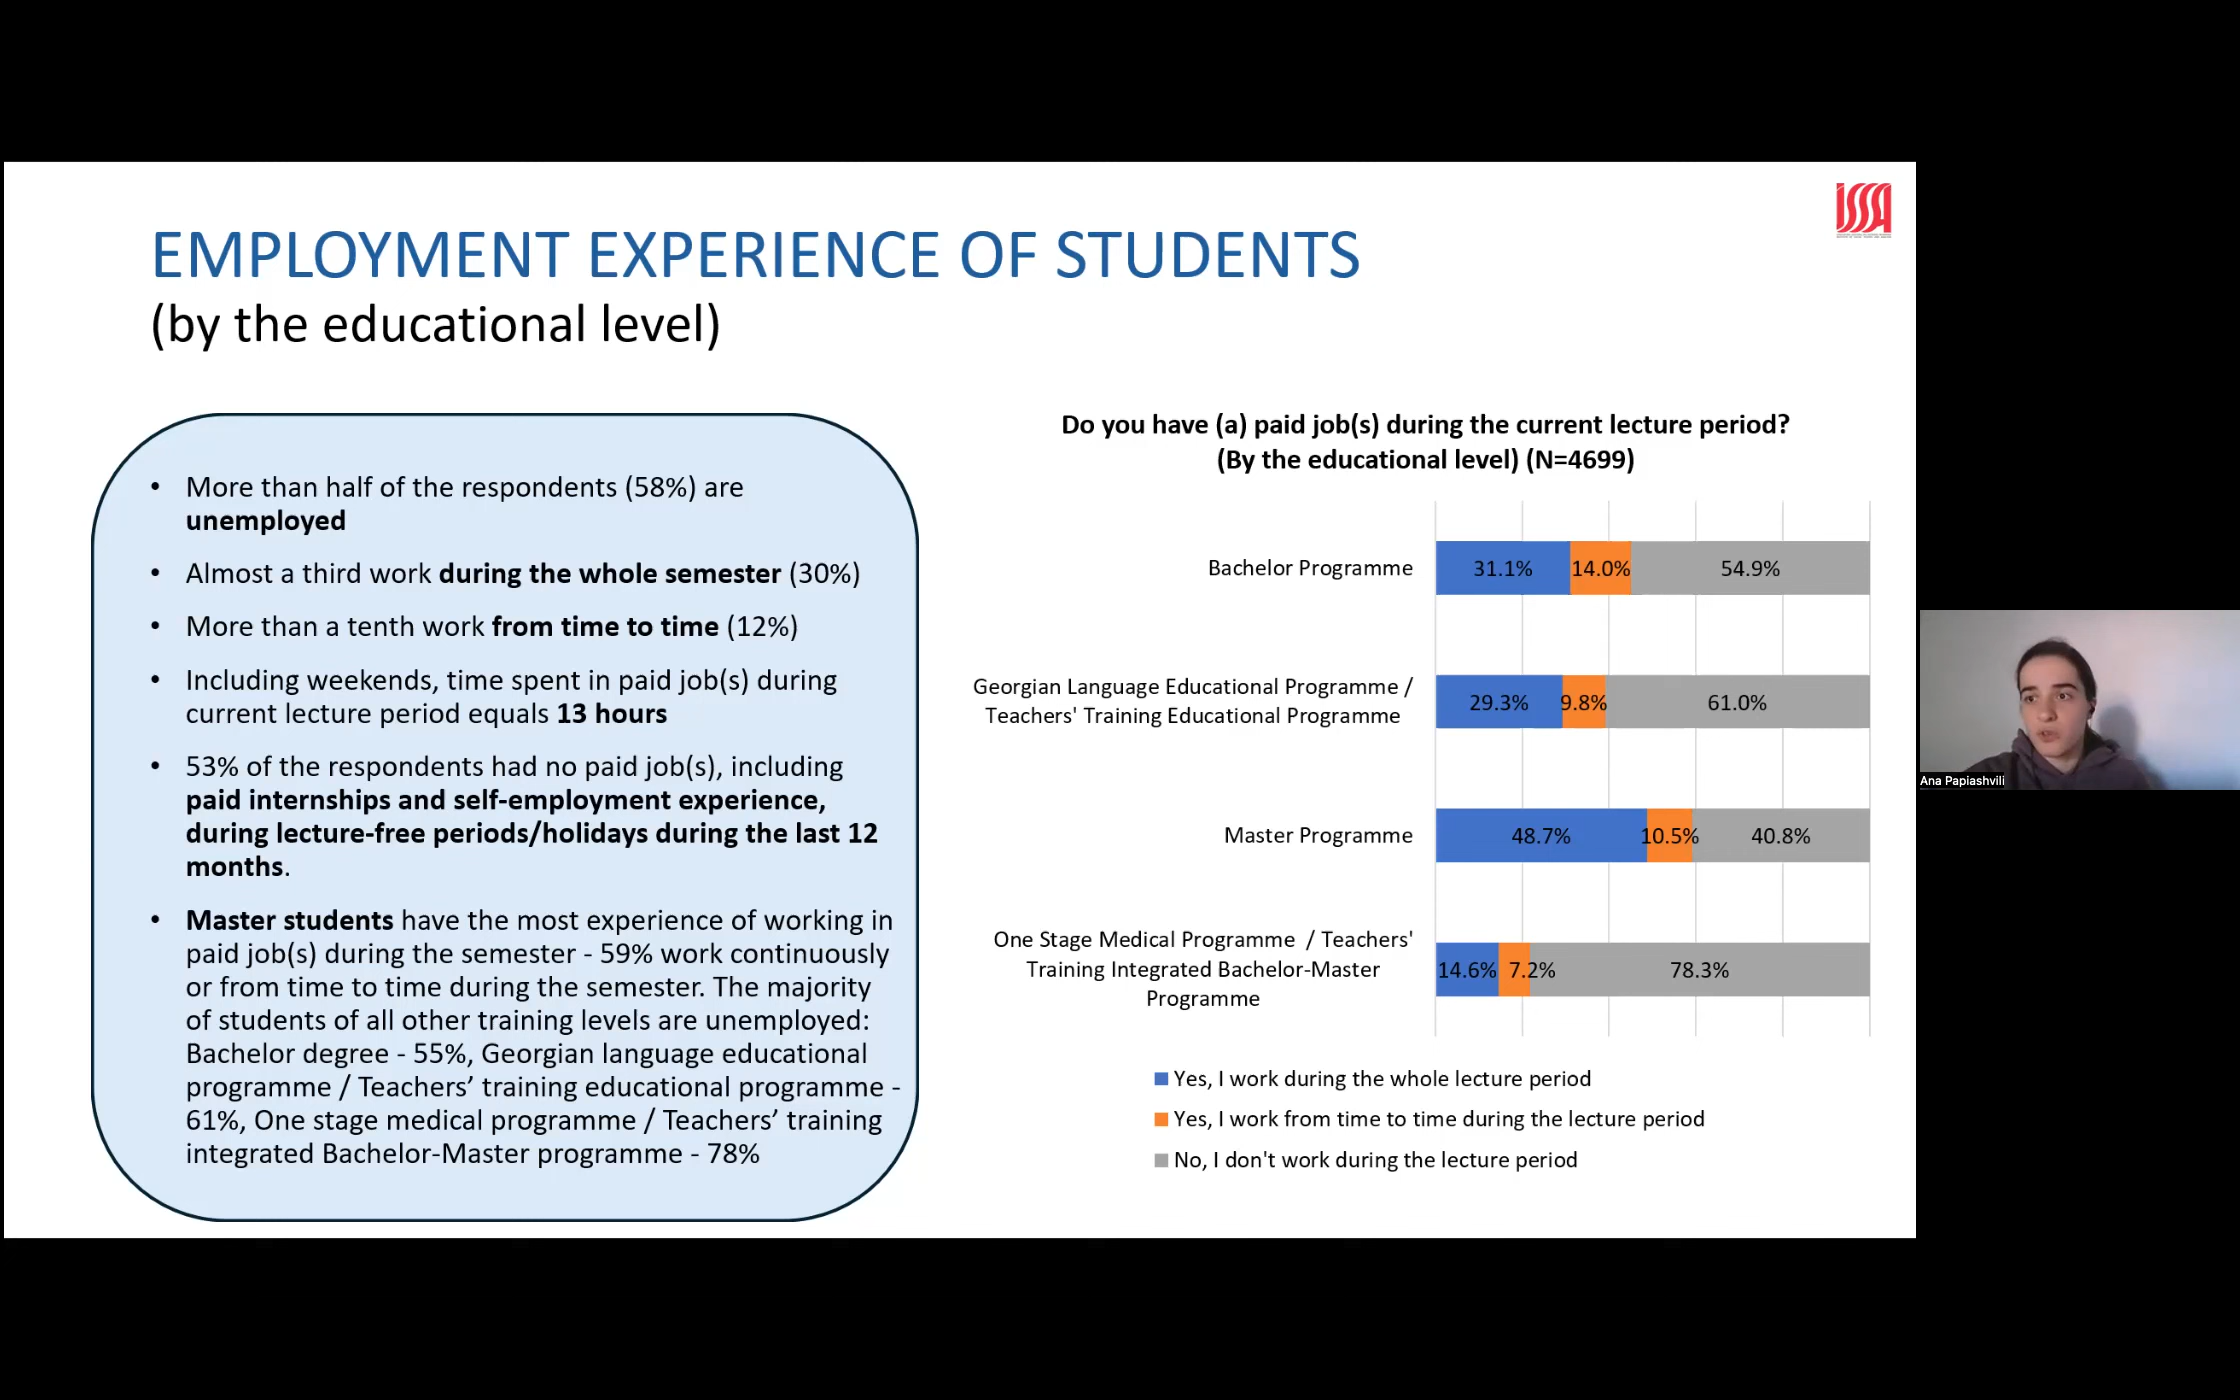 ISSA
EMPLOYMENT EXPERIENCE OF STUDENTS
(by the educational level)
• More than half of the respondents (58%) are
unemployed
• Almost a third work during the whole semester (30%)
• More than a tenth work from time to time (12%)
• Including weekends, time spent in paid job(s) during
current lecture period equals 13 hours
• 53% of the respondents had no paid job(s), including
paid internships and self-employment experience,
during lecture-free periods/holidays during the last 12
months.
• Master students have the most experience of working in
paid job(s) during the semester - 59% work continuously
or from time to time during the semester. The majority
of students of all other training levels are unemployed:
Bachelor degree - 55%, Georgian language educational
programme / Teachers’ training educational programme -
61%, One stage medical programme / Teachers’ training
integrated Bachelor-Master programme - 78%
Do you have (a) paid job(s) during the current lecture period?
(By the educational level) (N=4699)
Bachelor Programme
31.1% 14.0% 54.9%
Georgian Language Educational Programme /
Teachers' Training Educational Programme
29.3% 9.8% 61.0%
Master Programme
48.7% 10.5% 40.8%
One Stage Medical Programme / Teachers'
Training Integrated Bachelor-Master
Programme
14.6% 7.2% 78.3%
Yes, I work during the whole lecture period
Yes, I work from time to time during the lecture period
No, I don't work during the lecture period
Ana Papiashvili